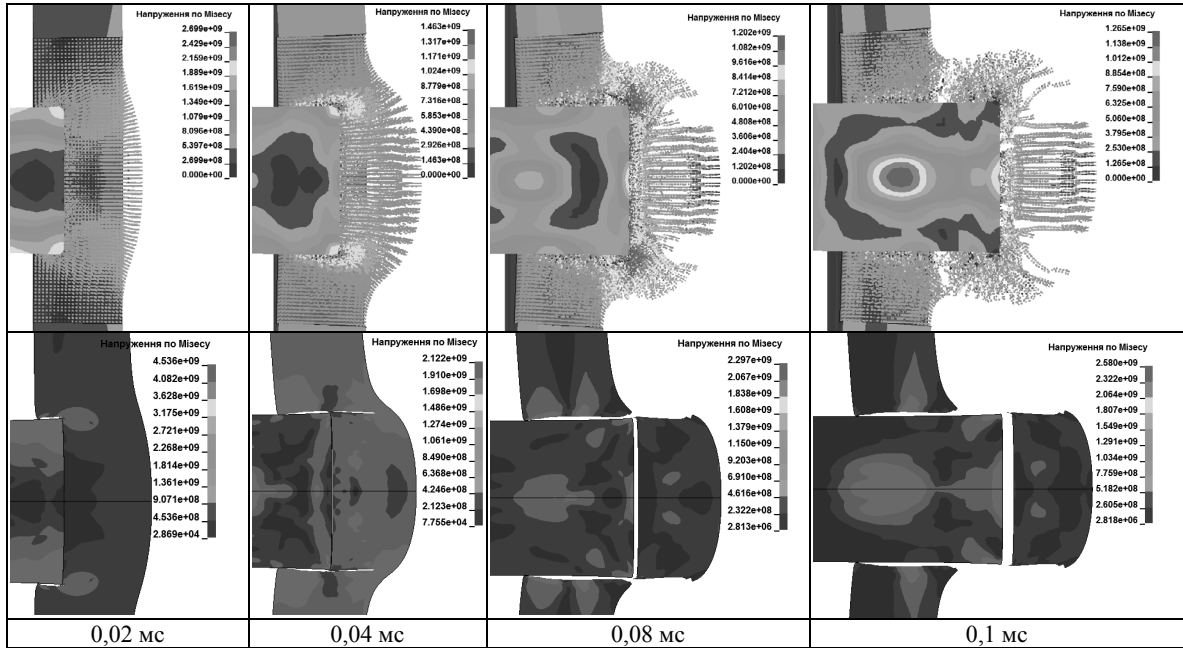 Напруження по Мізесу
2.699e+09
2.429e+09
2.159e+09
1.889e+09
1.619e+09
1.349e+09
1.079e+09
8.096e+08
5.397e+08
2.699e+08
0.000e+00
Напруження по Мізесу
1.463e+09
1.317e+09
1.171e+09
1.024e+09
8.779e+08
7.316e+08
5.853e+08
4.390e+08
2.926e+08
1.463e+08
0.000e+00
Напруження по Мізесу
1.202e+09
1.082e+09
9.616e+08
8.414e+08
7.212e+08
6.010e+08
4.808e+08
3.606e+08
2.404e+08
1.202e+08
0.000e+00
Напруження по Мізесу
1.265e+09
1.138e+09
1.012e+09
8.854e+08
7.590e+08
6.325e+08
5.060e+08
3.795e+08
2.530e+08
1.265e+08
0.000e+00
Напруження по Мізесу
4.536e+09
4.082e+09
3.628e+09
3.175e+09
2.721e+09
2.268e+09
1.814e+09
1.361e+09
9.071e+08
4.536e+08
2.869e+04
Напруження по Мізесу
2.122e+09
1.910e+09
1.698e+09
1.486e+09
1.274e+09
1.061e+09
8.490e+08
6.368e+08
4.246e+08
2.123e+08
7.755e+04
Напруження по Мізесу
2.297e+09
2.067e+09
1.838e+09
1.608e+09
1.379e+09
1.150e+09
9.203e+08
6.910e+08
4.616e+08
2.322e+08
2.813e+06
Напруження по Мізесу
2.580e+09
2.322e+09
2.064e+09
1.807e+09
1.549e+09
1.291e+09
1.034e+09
7.759e+08
5.182e+08
2.605e+08
2.818e+06
0,02 мс
0,04 мс
0,08 мс
0,1 мс